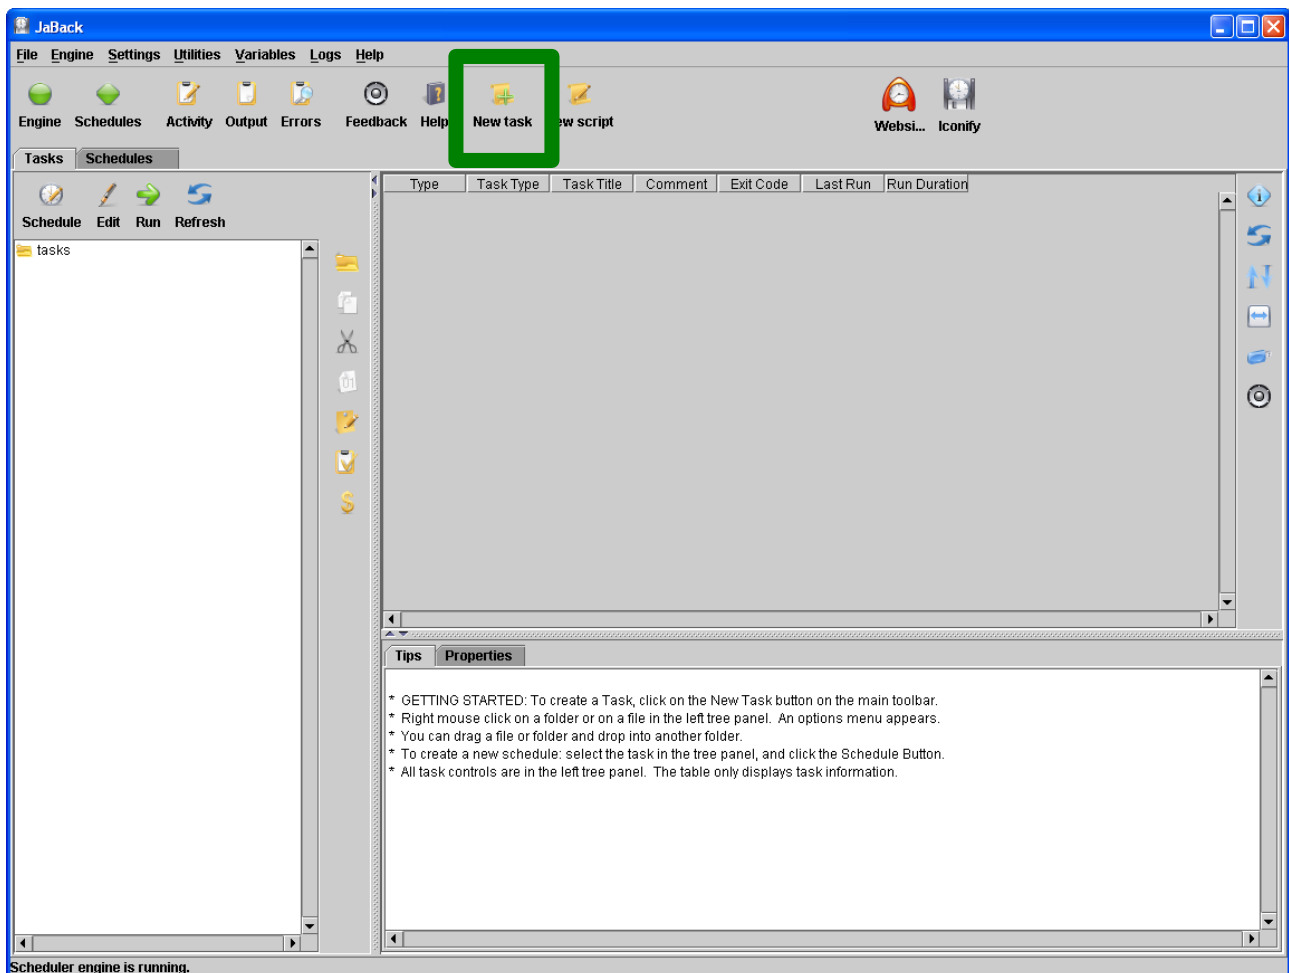 JaBack
File Engine Settings Utilities Variables Logs Help
Engine Schedules Activity Output Errors Feedback Help New task ew script Websi... Iconify
Tasks Schedules
Schedule Edit Run Refresh
tasks
Type Task Type Task Title Comment Exit Code Last Run Run Duration
Tips Properties
* GETTING STARTED: To create a Task, click on the New Task button on the main toolbar.
* Right mouse click on a folder or on a file in the left tree panel. An options menu appears.
* You can drag a file or folder and drop into another folder.
* To create a new schedule: select the task in the tree panel, and click the Schedule Button.
* All task controls are in the left tree panel. The table only displays task information.
Scheduler engine is running.